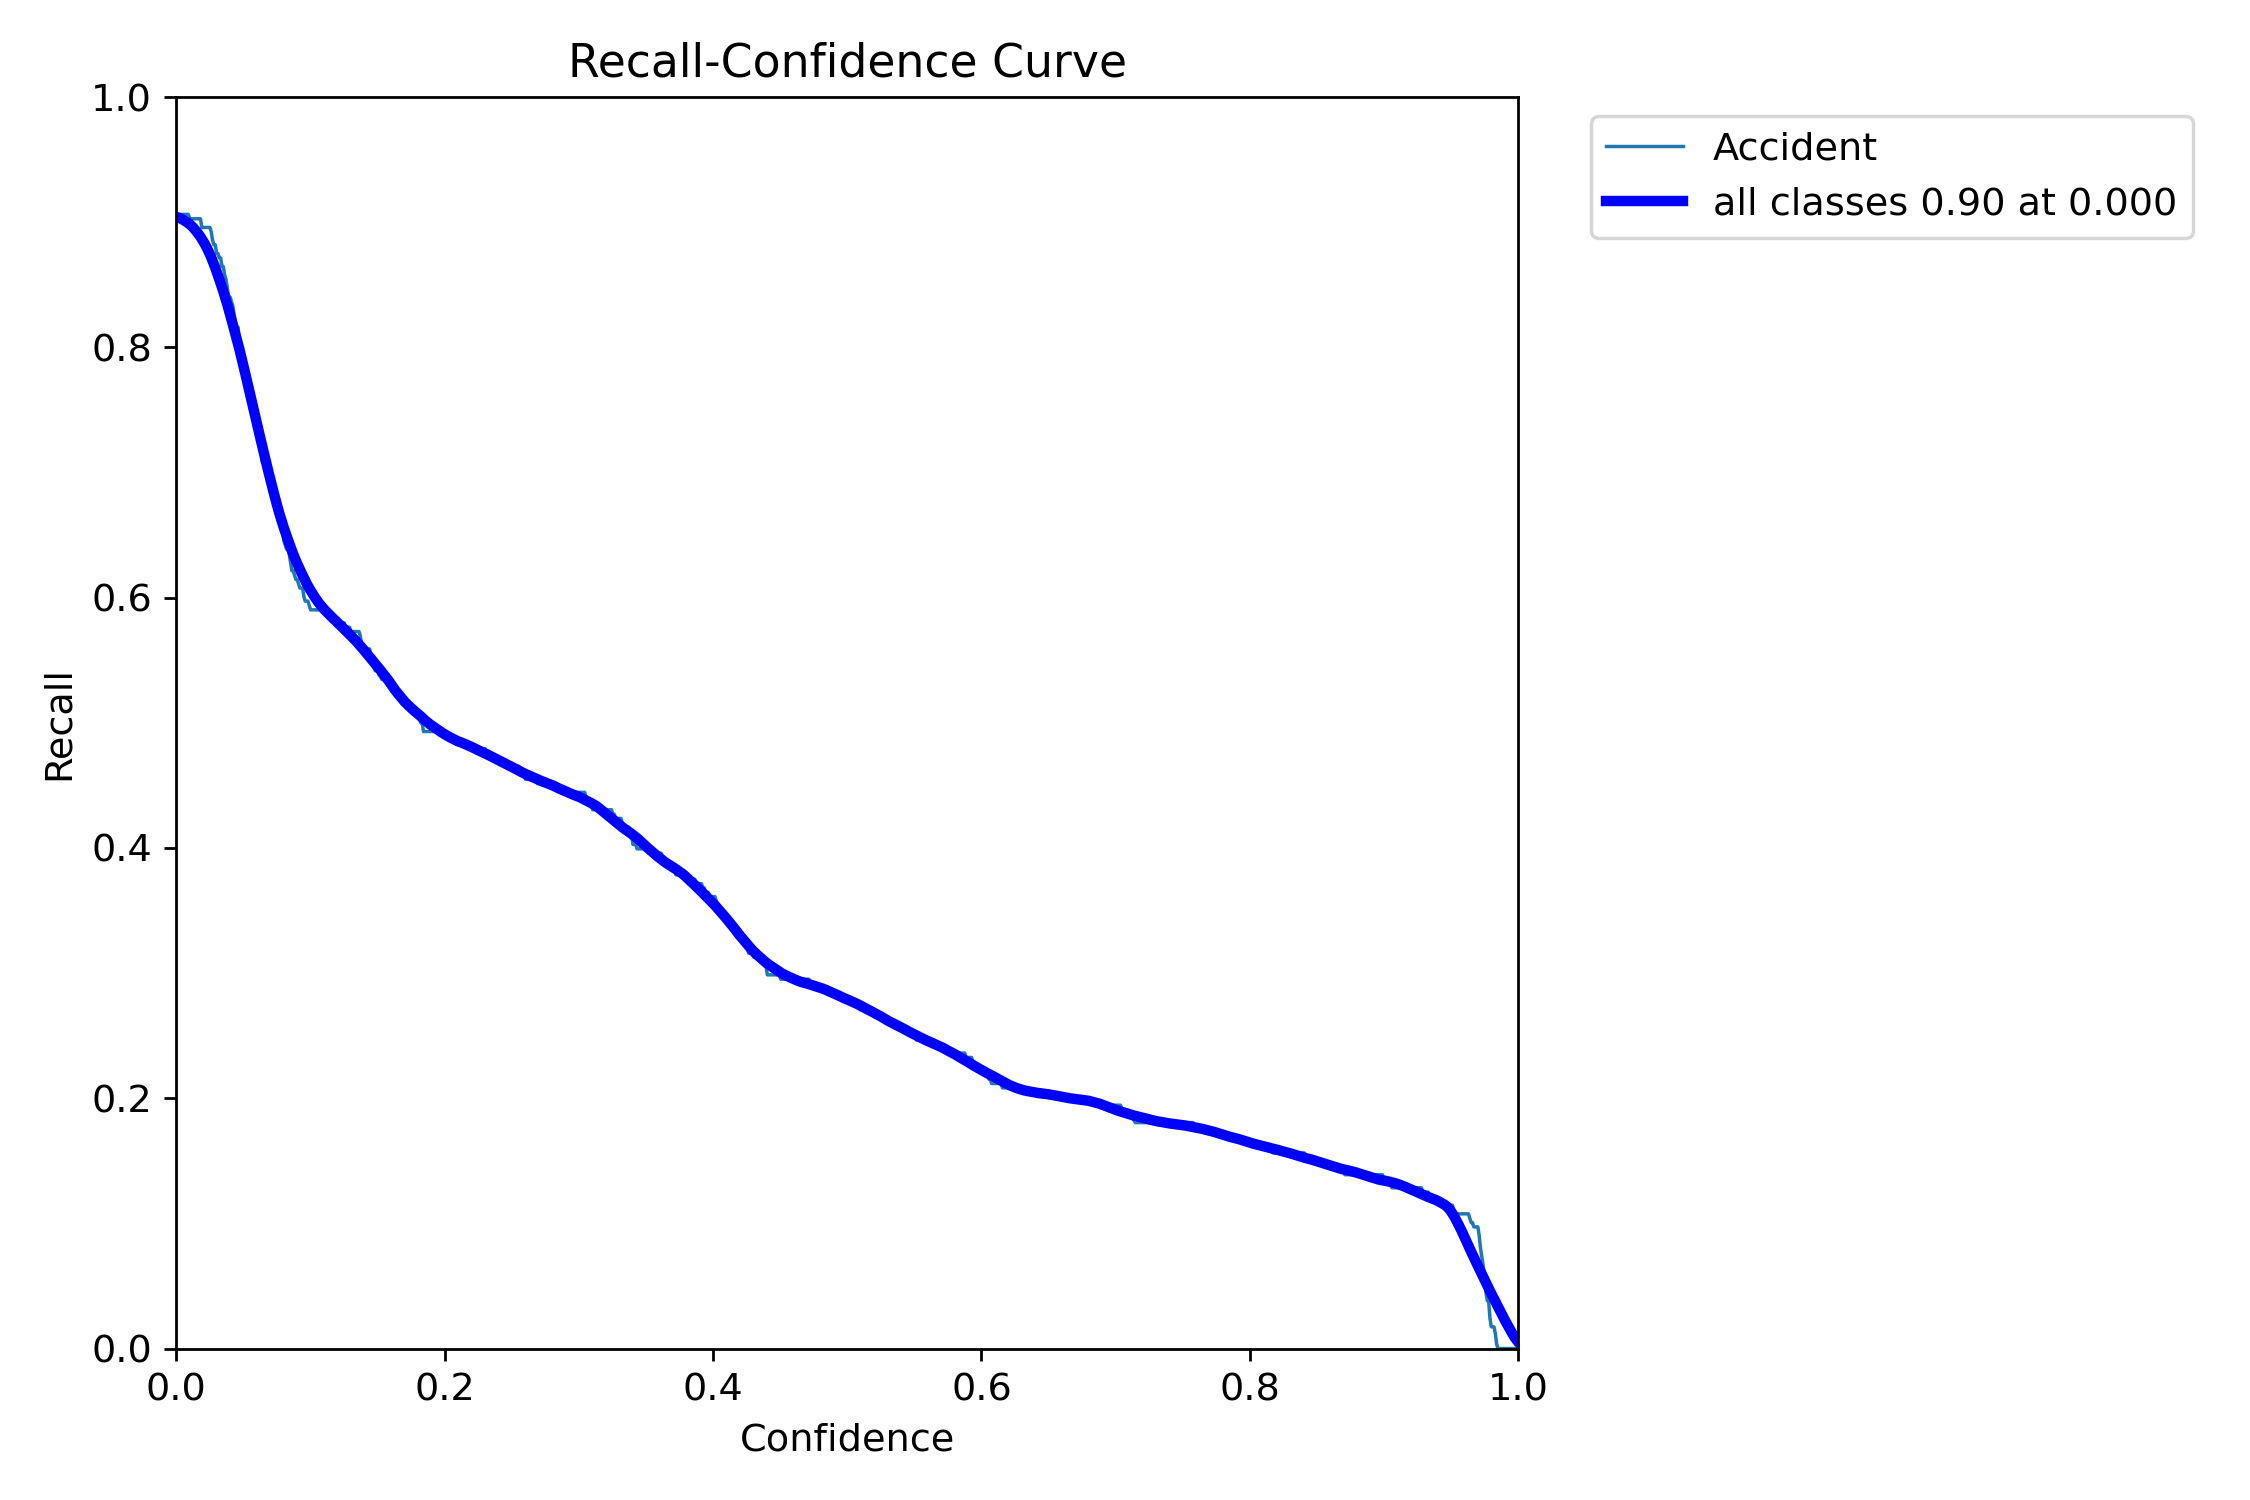 Recall-Confidence Curve
1.0
0.8
0.6
0.4
0.2
0.0
Recall
0.0 0.2 0.4 0.6 0.8 1.0
Confidence
Accident
all classes 0.90 at 0.000